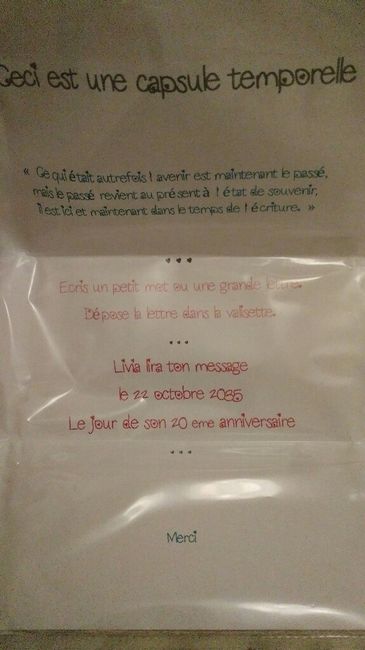 Ceci est une capsule temporelle
« Ce qui était autrefois l avenir est maintenant le passé,
mais le passé revient au présent à l état de souvenir,
il est ici et maintenant dans le temps de l écriture. »
Ecris un petit mot ou une grande lettre.
Dépose la lettre dans la valisette.
Livia lira ton message
le 22 octobre 2035
Le jour de son 20 eme anniversaire
Merci